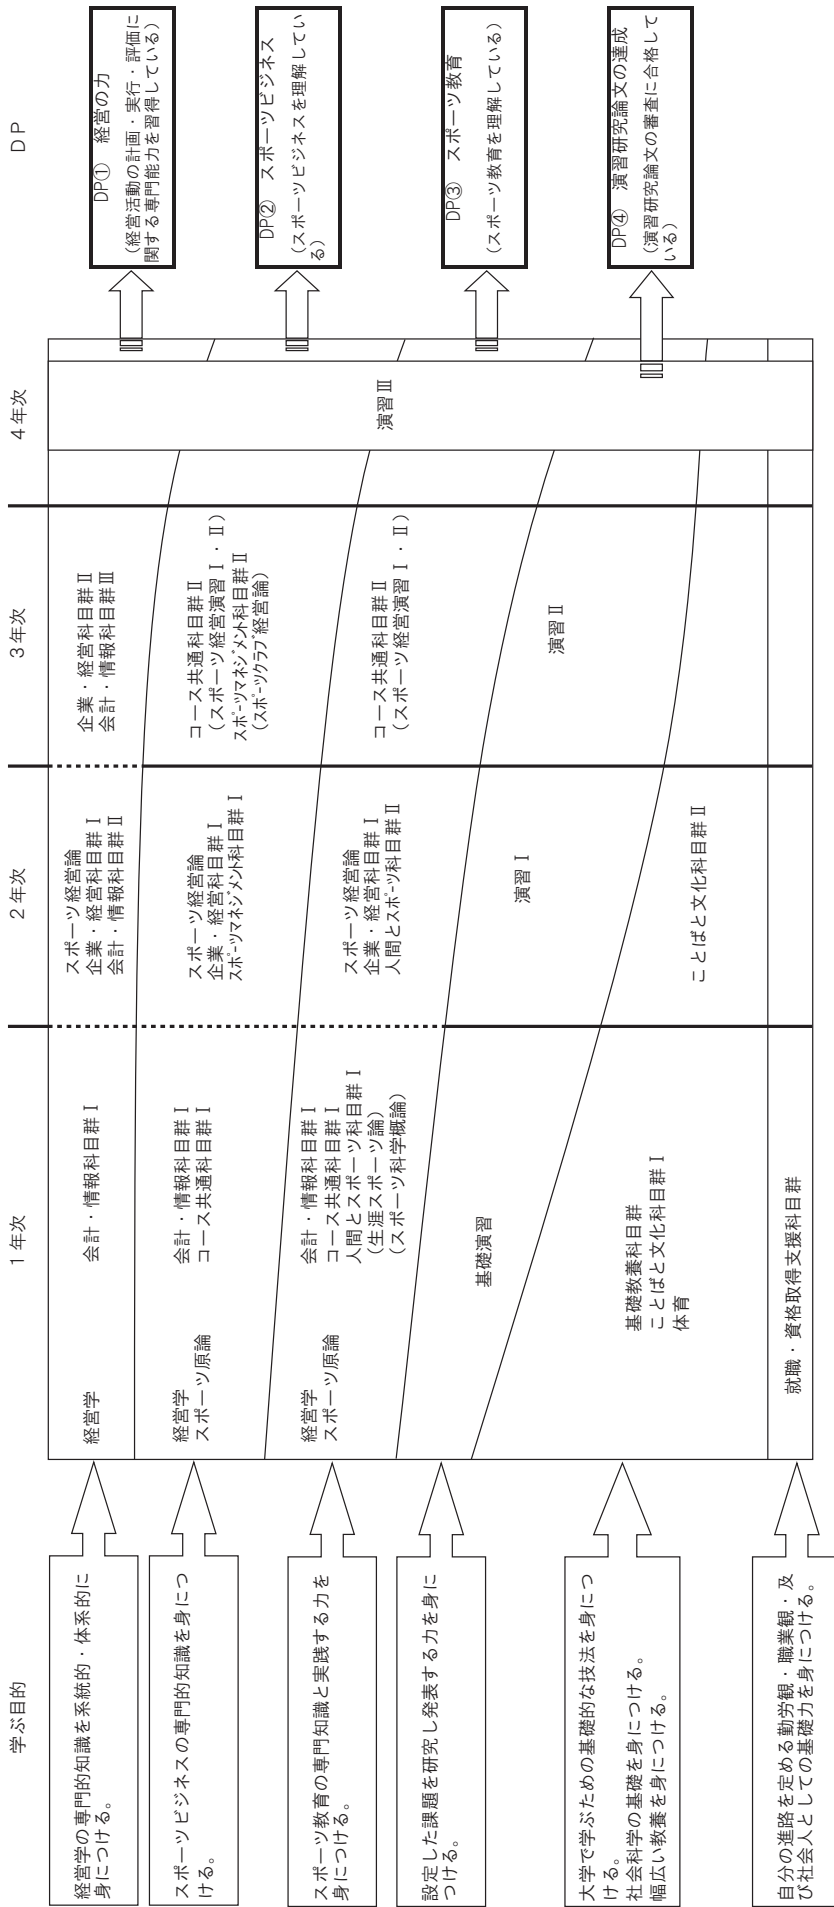 学ぶ目的
1年次
2年次
3年次
4年次
DP
経営学の専門的知識を系統的・体系的に
身につける。
経営学
会計・情報科目群Ⅰ
スポーツ経営論
企業・経営科目群Ⅰ
会計・情報科目群Ⅱ
企業・経営科目群Ⅱ
会計・情報科目群Ⅲ
DP① 経営の力
(経営活動の計画・実行・評価に
関する専門能力を習得している)
スポーツビジネスの専門的知識を身につ
ける。
経営学
スポーツ原論
会計・情報科目群Ⅰ
コース共通科目群Ⅰ
スポーツ経営論
企業・経営科目群Ⅰ
スポーツマネジメント科目群Ⅰ
コース共通科目群Ⅱ
(スポーツ経営演習Ⅰ・Ⅱ)
スポーツマネジメント科目群Ⅱ
(スポーツクラブ経営論)
DP② スポーツビジネス
(スポーツビジネスを理解してい
る)
スポーツ教育の専門知識と実践する力を
身につける。
経営学
スポーツ原論
会計・情報科目群Ⅰ
コース共通科目群Ⅰ
人間とスポーツ科目群Ⅰ
(生涯スポーツ論)
(スポーツ科学概論)
スポーツ経営論
企業・経営科目群Ⅰ
人間とスポーツ科目群Ⅱ
コース共通科目群Ⅱ
(スポーツ経営演習Ⅰ・Ⅱ)
DP③ スポーツ教育
(スポーツ教育を理解している)
設定した課題を研究し発表する力を身に
つける。
基礎演習
演習Ⅰ
演習Ⅱ
演習Ⅲ
DP④ 演習研究論文の達成
(演習研究論文の審査に合格して
いる)
大学で学ぶための基礎的な技法を身につ
ける。
社会科学の基礎を身につける。
幅広い教養を身につける。
基礎教養科目群
ことばと文化科目群Ⅰ
体育
ことばと文化科目群Ⅱ
自分の進路を定める勤労観・職業観・及
び社会人としての基礎力を身につける。
就職・資格取得支援科目群